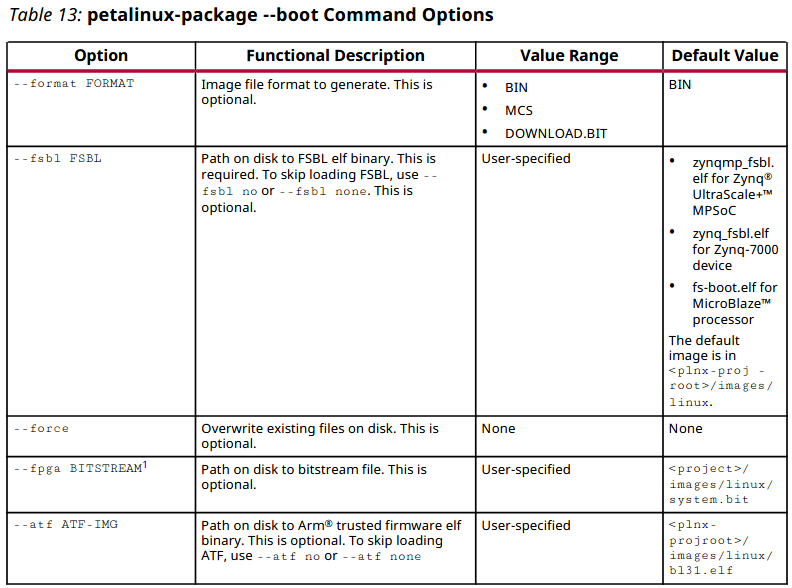 Table 13: petalinux-package --boot Command Options
Option Functional Description Value Range Default Value
--format FORMAT
Image file format to generate. This is
optional.
• BIN
• MCS
• DOWNLOAD.BIT
BIN
--fsbl FSBL
Path on disk to FSBL elf binary. This is
required. To skip loading FSBL, use --
fsbl no or --fsbl none. This is
optional.
User-specified
• zynqmp_fsbl.
elf for Zynq®
UltraScale+™
MPSoC
• zynq_fsbl.elf
for Zynq-7000
device
• fs-boot.elf for
MicroBlaze™
processor
The default
image is in
<plnx-proj -
root>/images/
linux.
--force
Overwrite existing files on disk. This is
optional.
None
None
--fpga BITSTREAM1
Path on disk to bitstream file. This is
optional.
User-specified
<project>/
images/linux/
system.bit
--atf ATF-IMG
Path on disk to Arm® trusted firmware elf
binary. This is optional. To skip loading
ATF, use --atf no or --atf none
User-specified
<plnx-
projroot>/
images/linux/
bl31.elf